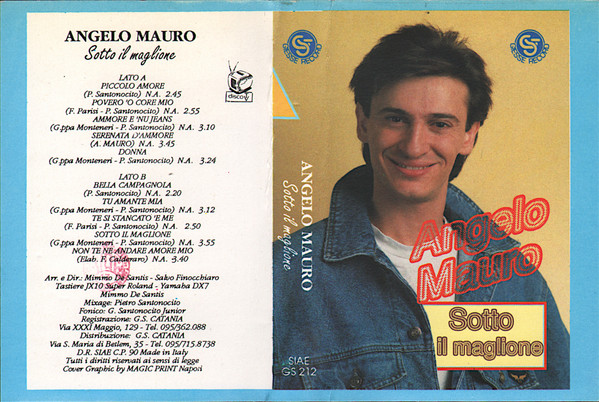 ANGELO MAURO
Sotto il maglione
LATO A
PICCOLO AMORE
(P. Santonocito) N.A. 2.45
POVERO 'O CORE MIO
(F. Parisi - P. Santonocito) N.A. 2.55
AMMORE E 'NU JEANS
(G.ppa Monteneri - P. Santonocito) N.A. 3.10
SERENATA D'AMMORE
(A. MAURO) N.A. 3.45
DONNA
(G.ppa Monteneri - P. Santonocito) N.A. 3.24
LATO B
BELLA CAMPAGNOLA
(P. Santonocito) N.A. 2.20
TU AMANTE MIA
(G.ppa Monteneri - P. Santonocito) N.A. 3.12
TE SI STANCATO 'E ME
(F. Parisi - P. Santonocito) N.A. 2.50
SOTTO IL MAGLIONE
(G.ppa Monteneri - P. Santonocito) N.A. 3.55
NON TE NE ANDARE AMORE MIO
(Elab. F. Calderaro) N.A. 3.40
Arr. e Dir.: Mimmo De Santis - Salvo Finocchiaro
Tastiere JX10 Super Roland - Yamaha DX7
Mimmo De Santis
Mixage: Pietro Santonocito
Fonico: G. Santonocito Junior
Registrazione: G.S. CATANIA
Via XXXI Maggio, 129 - Tel. 095/362.088
Distribuzione: G.S. CATANIA
Via S. Maria di Betlem, 35 - Tel. 095/715.8738
D.R. SIAE C.P. 90 Made in Italy
Tutti i diritti riservati ai sensi di legge
Cover Graphic by MAGIC PRINT Napoli
discovy
ANGELO MAURO
Sotto il maglione
SIAE
GS 212
GS
GIESSE RECORD
GS
GIESSE RECORD
Angelo
Mauro
Sotto
il maglione